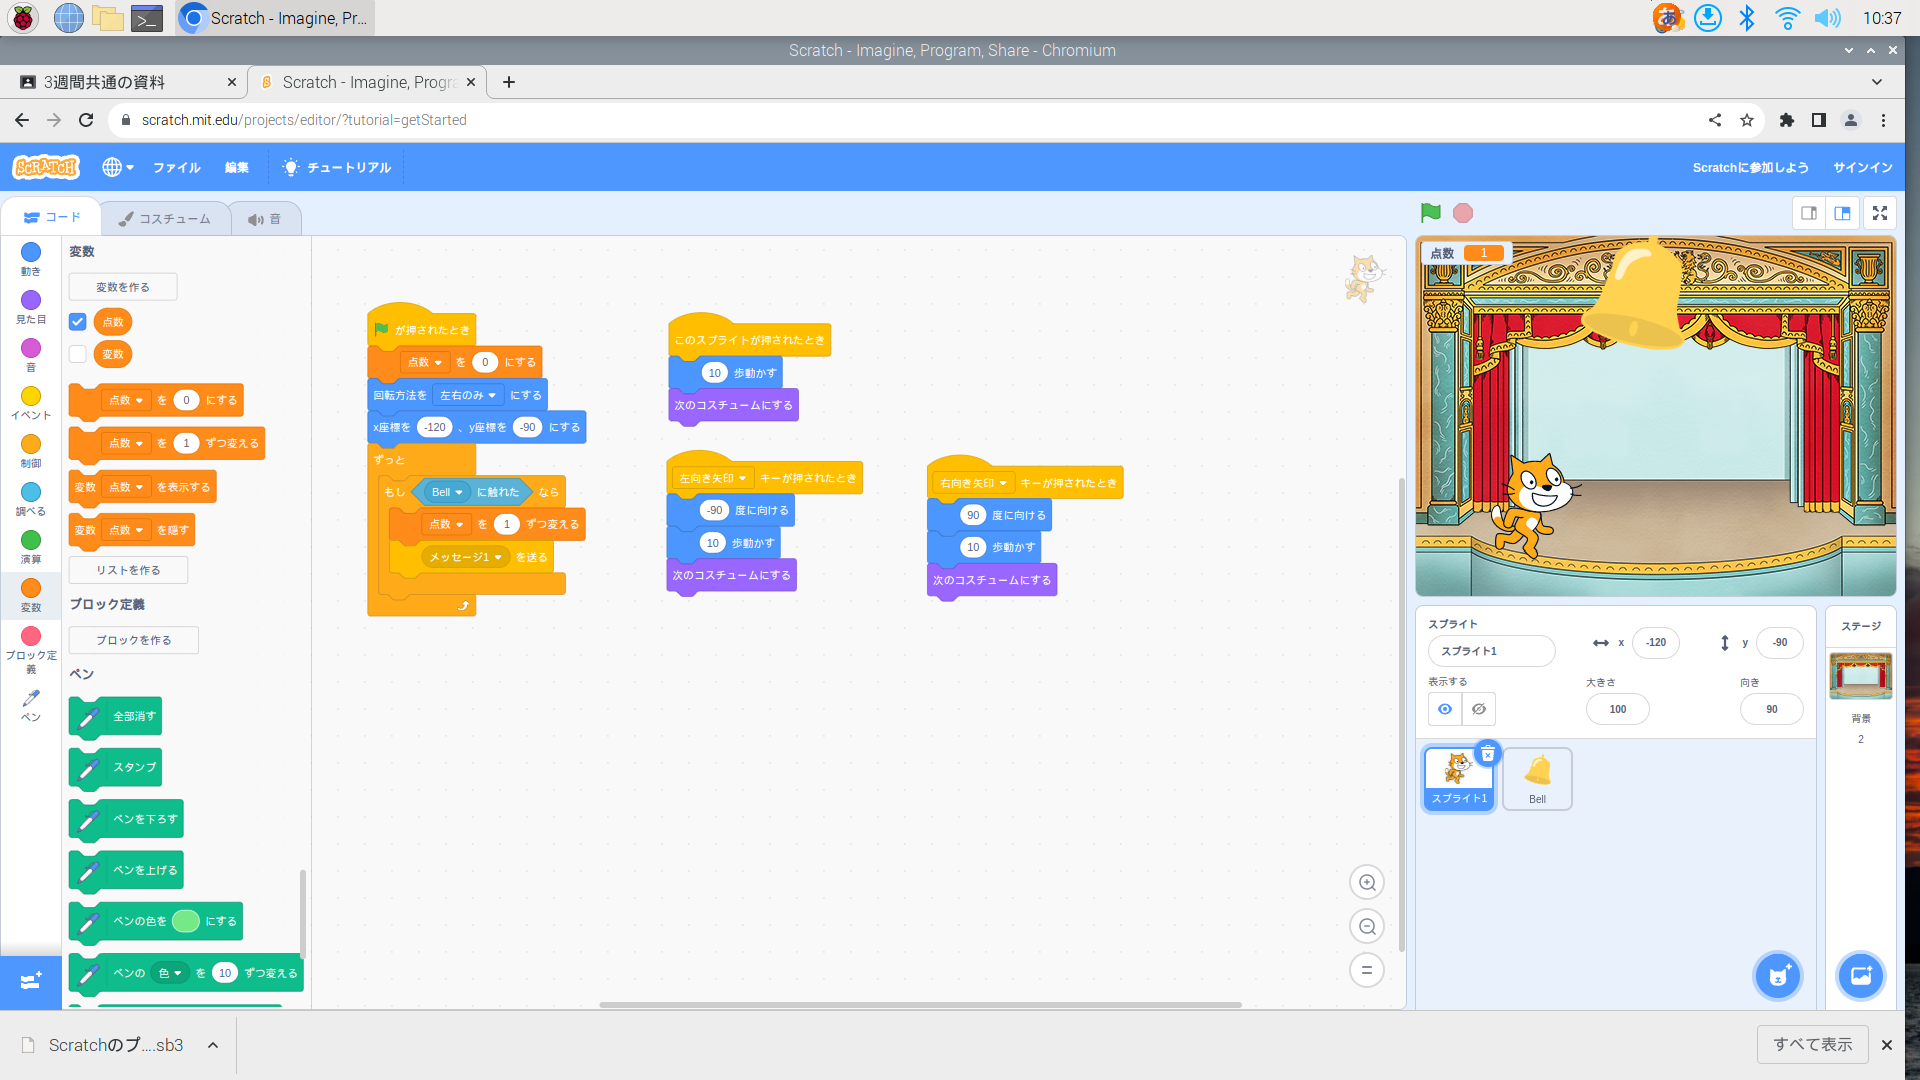 Scratch - Imagine, Pr...
10:37
Scratch - Imagine, Program, Share - Chromium
3週間共通の資料
Scratch - Imagine, Progra
scratch.mit.edu/projects/editor/?tutorial=getStarted
SCRATCH
ファイル
編集
チュートリアル
Scratchに参加しよう
サインイン
コード
コスチューム
音
動き
見た目
音
イベント
制御
調べる
演算
変数
ブロック定
義
ペン
変数
変数を作る
点数
変数
点数 を 0 にする
点数 を 1 ずつ変える
変数 点数 を表示する
変数 点数 を隠す
リストを作る
ブロック定義
ブロックを作る
ペン
全部消す
スタンプ
ペンを下ろす
ペンを上げる
ペンの色を にする
ペンの 色 を 10 ずつ変える
が押されたとき
点数 を 0 にする
回転方法を 左右のみ にする
x座標を -120 、y座標を -90 にする
ずっと
もし Bell に触れた なら
点数 を 1 ずつ変える
メッセージ1 を送る
このスプライトが押されたとき
10 歩動かす
次のコスチュームにする
左向き矢印 キーが押されたとき
-90 度に向ける
10 歩動かす
次のコスチュームにする
右向き矢印 キーが押されたとき
90 度に向ける
10 歩動かす
次のコスチュームにする
点数 1
スプライト
スプライト1
x -120
y -90
表示する
大きさ
100
向き
90
スプライト1
Bell
ステージ
背景
2
Scratchのプ....sb3
すべて表示